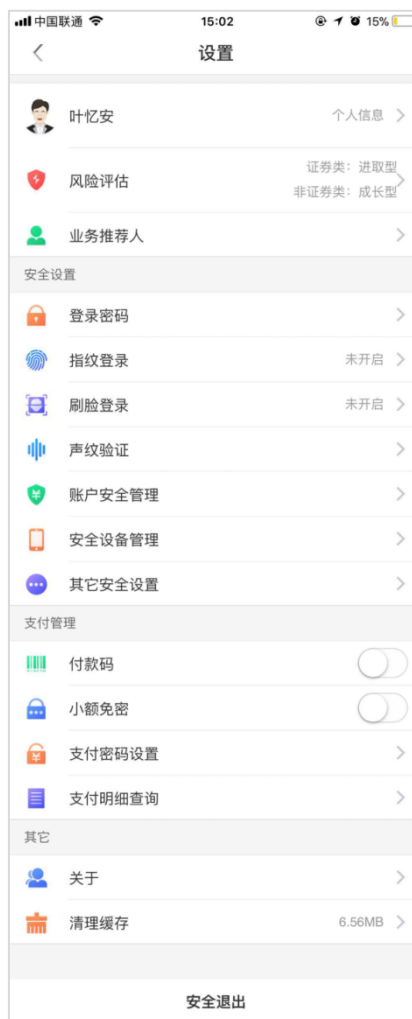 中国联通 15:02 15%
设置
叶忆安 个人信息
风险评估 证券类：进取型
非证券类：成长型
业务推荐人
安全设置
登录密码
指纹登录 未开启
刷脸登录 未开启
声纹验证
账户安全管理
安全设备管理
其它安全设置
支付管理
付款码
小额免密
支付密码设置
支付明细查询
其它
关于
清理缓存 6.56MB
安全退出